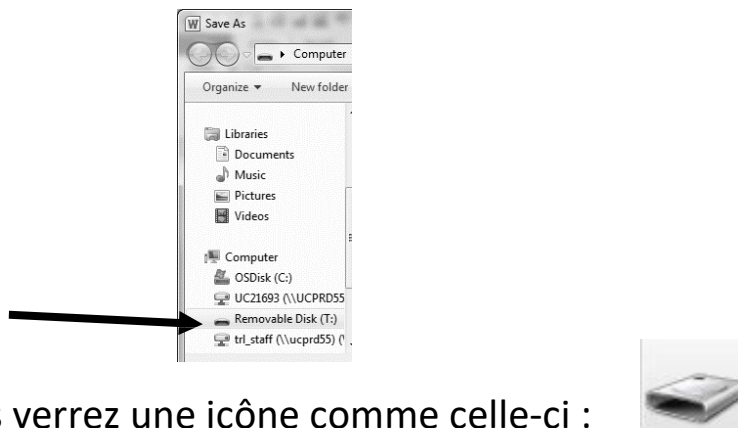 Save As
Computer
Organize New folder
Libraries
Documents
Music
Pictures
Videos
Computer
OSDisk (C:)
UC21693 (\\UCPRD55
Removable Disk (T:)
trl_staff (\\ucprd55) (
s verrez une icône comme celle-ci :